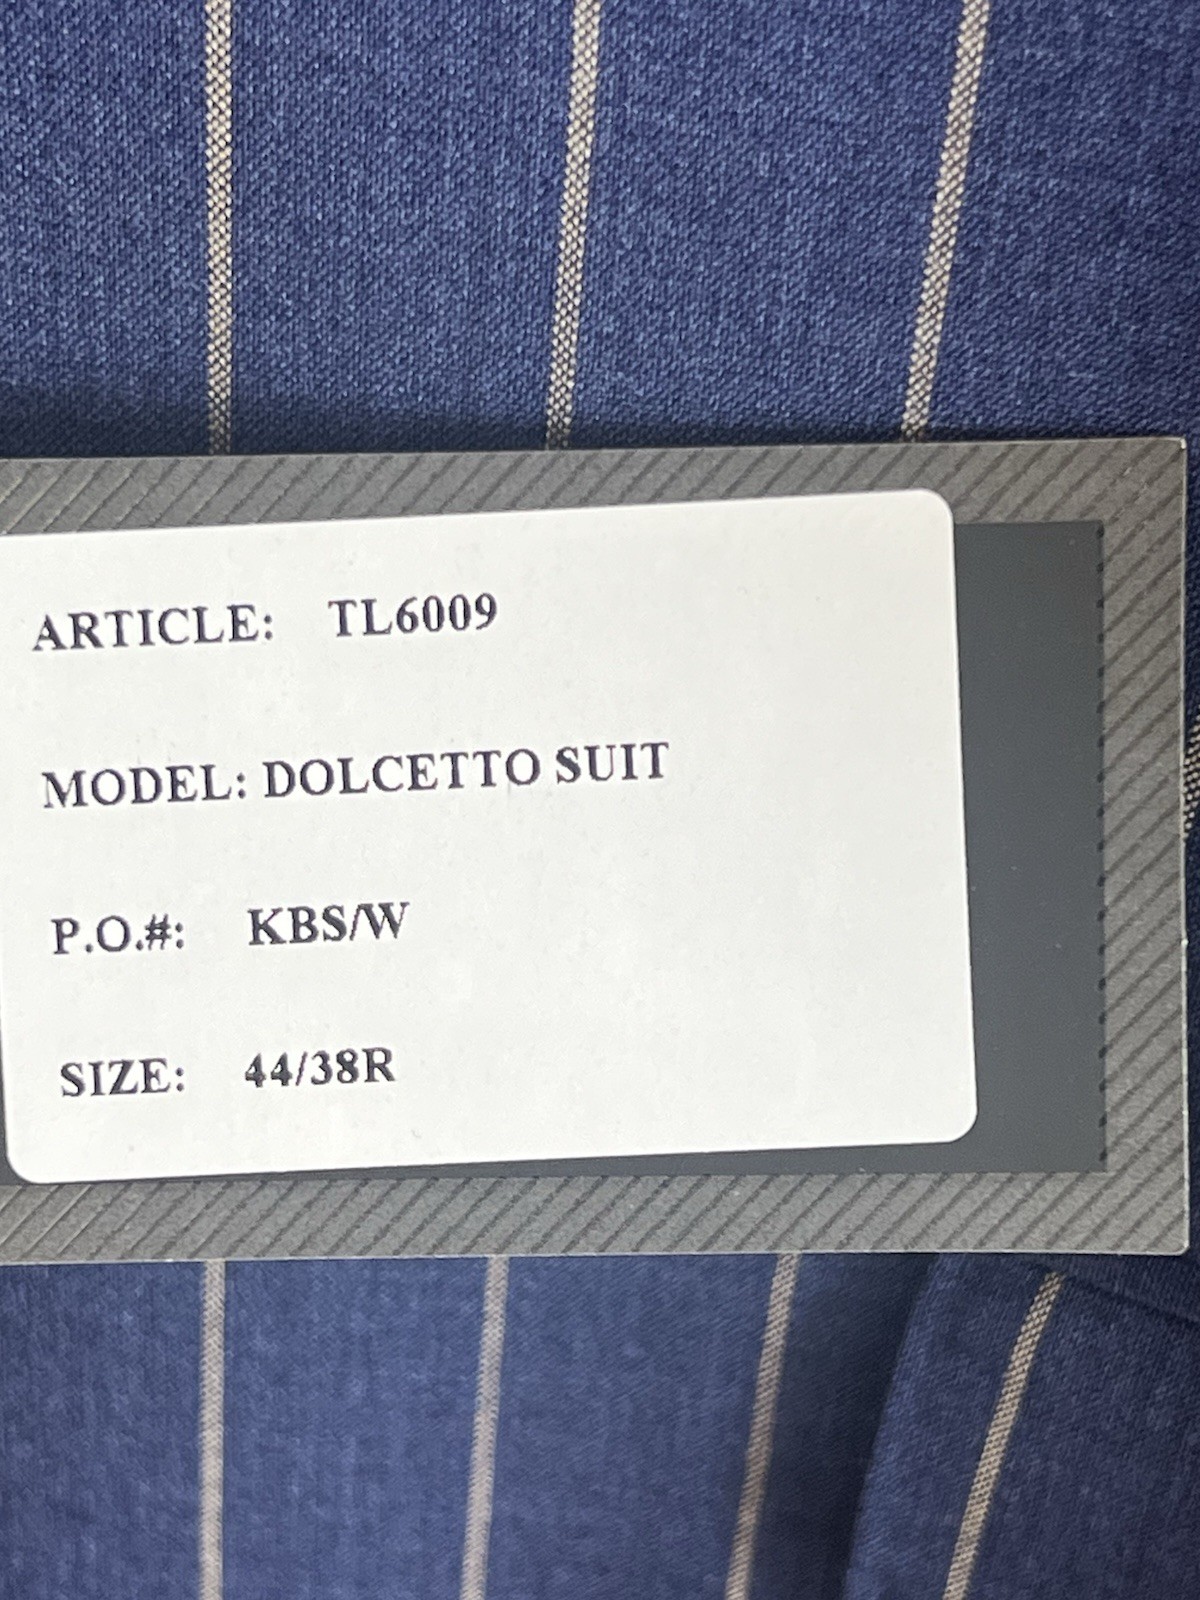 ARTICLE: TL6009
MODEL: DOLCETTO SUIT
P.O.#: KBS/W
SIZE: 44/38R